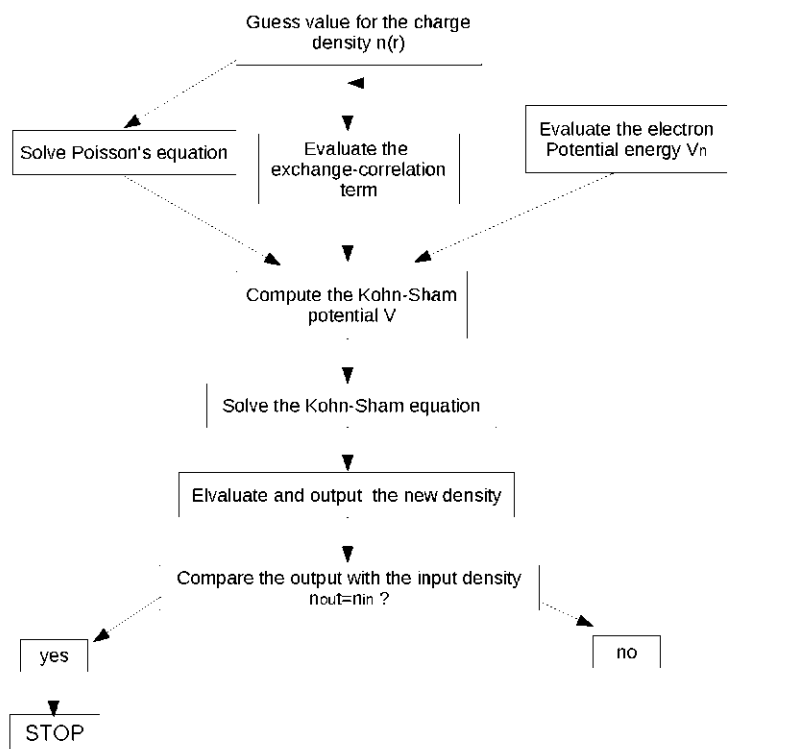 Guess value for the charge
density n(r)
Solve Poisson's equation
Evaluate the
exchange-correlation
term
Evaluate the electron
Potential energy Vn
Compute the Kohn-Sham
potential V
Solve the Kohn-Sham equation
Elvaluate and output the new density
Compare the output with the input density
nout=nin ?
yes
no
STOP